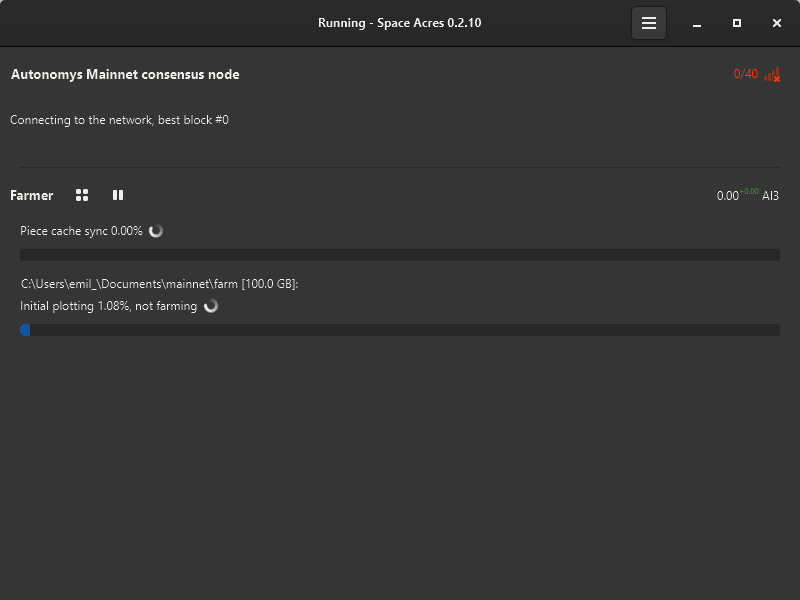 Running - Space Acres 0.2.10
Autonomys Mainnet consensus node
0/40
Connecting to the network, best block #0
Farmer
0.00+0.00 AI3
Piece cache sync 0.00%
C:\Users\emil_\Documents\mainnet\farm [100.0 GB]:
Initial plotting 1.08%, not farming